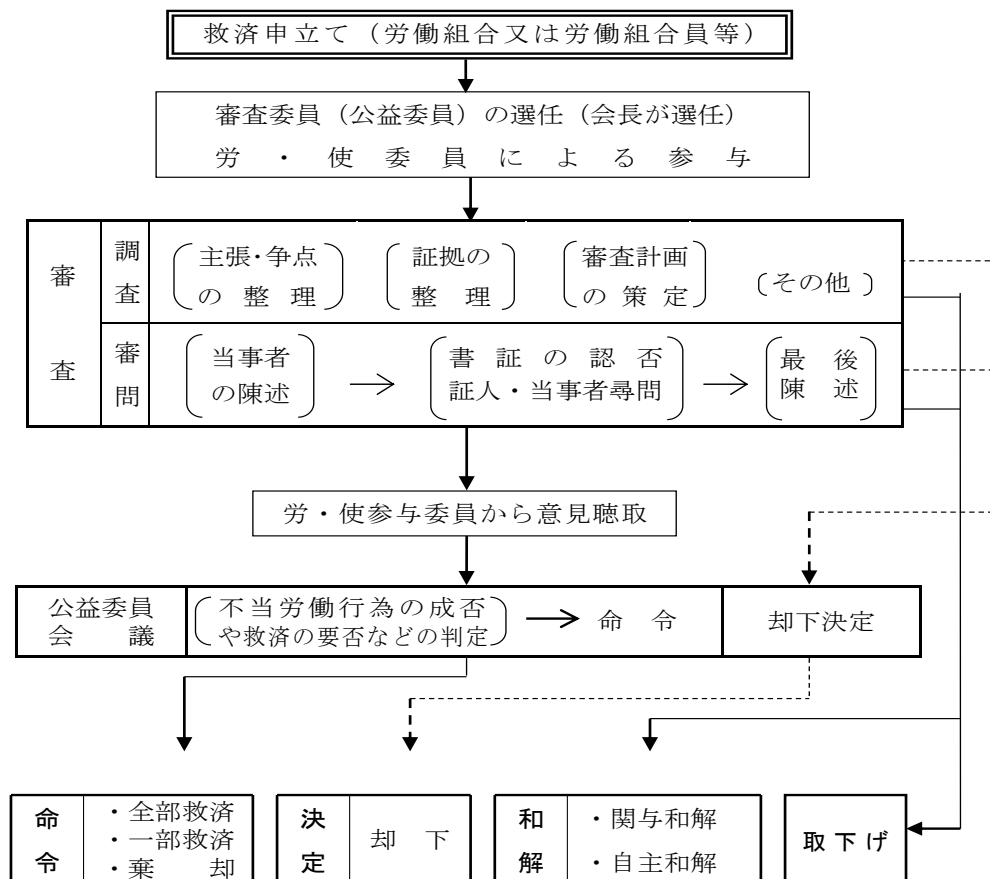 救済申立て（労働組合又は労働組合員等）
審査委員（公益委員）の選任（会長が選任）
労・使委員による参与
審査
調査
主張・争点
の整理
証拠の
整理
審査計画
の策定
〔その他〕
審問
当事者
の陳述
書証の認否
証人・当事者尋問
最後
陳述
労・使参与委員から意見聴取
公益委員
会議
不当労働行為の成否
や救済の要否などの判定
命令
却下決定
命令
・全部救済
・一部救済
・棄却
決定
却下
和解
・関与和解
・自主和解
取下げ